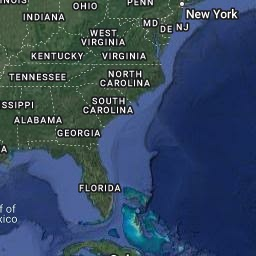 OHIO
PENN
INDIANA
New York
MD
DE
NJ
WEST
VIRGINIA
KENTUCKY
VIRGINIA
TENNESSEE
NORTH
CAROLINA
SSIPPI
SOUTH
CAROLINA
ALABAMA
GEORGIA
FLORIDA
f of
xico